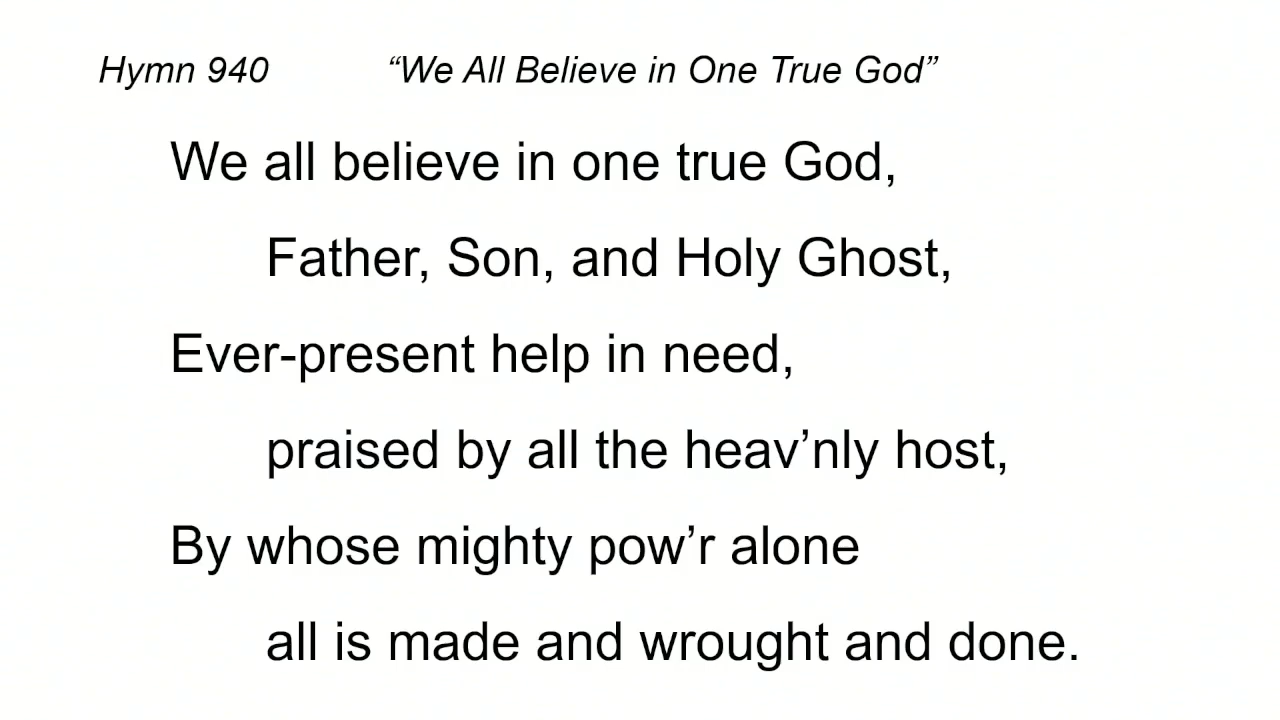 Hymn 940 “We All Believe in One True God”
We all believe in one true God,
Father, Son, and Holy Ghost,
Ever-present help in need,
praised by all the heav’nly host,
By whose mighty pow’r alone
all is made and wrought and done.